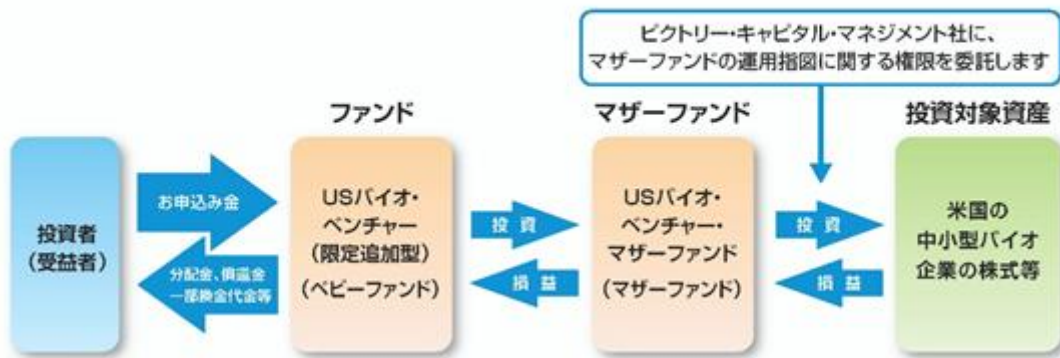 ビクトリー・キャピタル・マネジメント社に、
マザーファンドの運用指図に関する権限を委託します
ファンド
マザーファンド
投資対象資産
投資者
（受益者）
お申込み金
分配金、償還金
一部換金代金等
USバイオ・
ベンチャー
（限定追加型）
（ベビーファンド）
投資
損益
USバイオ・
ベンチャー・
マザーファンド
（マザーファンド）
投資
損益
米国の
中小型バイオ
企業の株式等